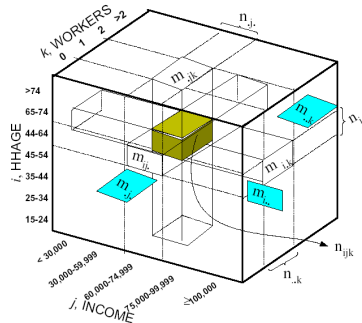 k, WORKERS
0 1 2 >2
n.j.
m.jk
i, HHAGE
>74
65-74
44-64
45-54
35-44
25-34
15-24
mij.
m.j.
mi.k
m..k
mi..
nijk
n..k
< 30,000
30,000-59,999
60,000-74,999
75,000-99,999
≥100,000
j, INCOME